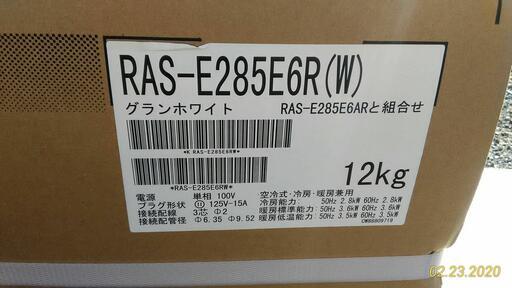 RAS-E285E6R(W)
グランホワイト RAS-E285E6ARと組合せ
*K RAS-E285E6RW*
*RAS-E285E6RW*
12kg
電源 単相 100V
プラグ形状 125V-15A
接続配線 3芯 Φ2
接続配管径 Φ6.35 Φ9.52
空冷式・冷房・暖房兼用
冷房能力: 50Hz 2.8kW 60Hz 2.8kW
暖房標準能力: 50Hz 3.6kW 60Hz 3.6kW
暖房低温能力: 50Hz 3.5kW 60Hz 3.5kW
02.23.2020